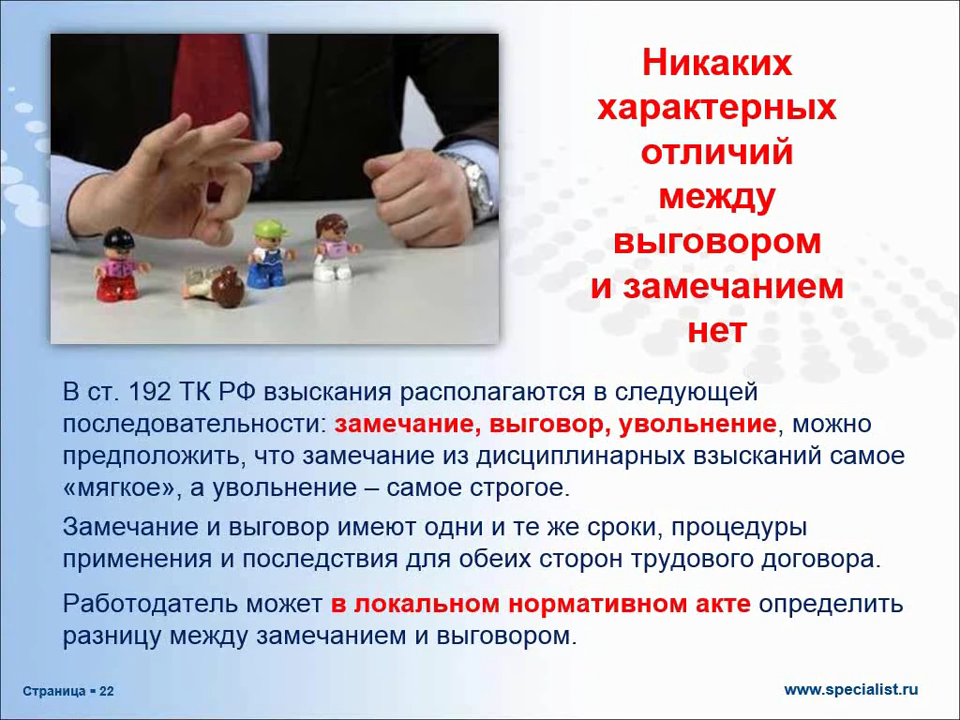 Никаких
характерных
отличий
между
выговором
и замечанием
нет
В ст. 192 ТК РФ взыскания располагаются в следующей
последовательности: замечание, выговор, увольнение, можно
предположить, что замечание из дисциплинарных взысканий самое
«мягкое», а увольнение – самое строгое.
Замечание и выговор имеют одни и те же сроки, процедуры
применения и последствия для обеих сторон трудового договора.
Работодатель может в локальном нормативном акте определить
разницу между замечанием и выговором.
Страница ▪ 22
www.specialist.ru